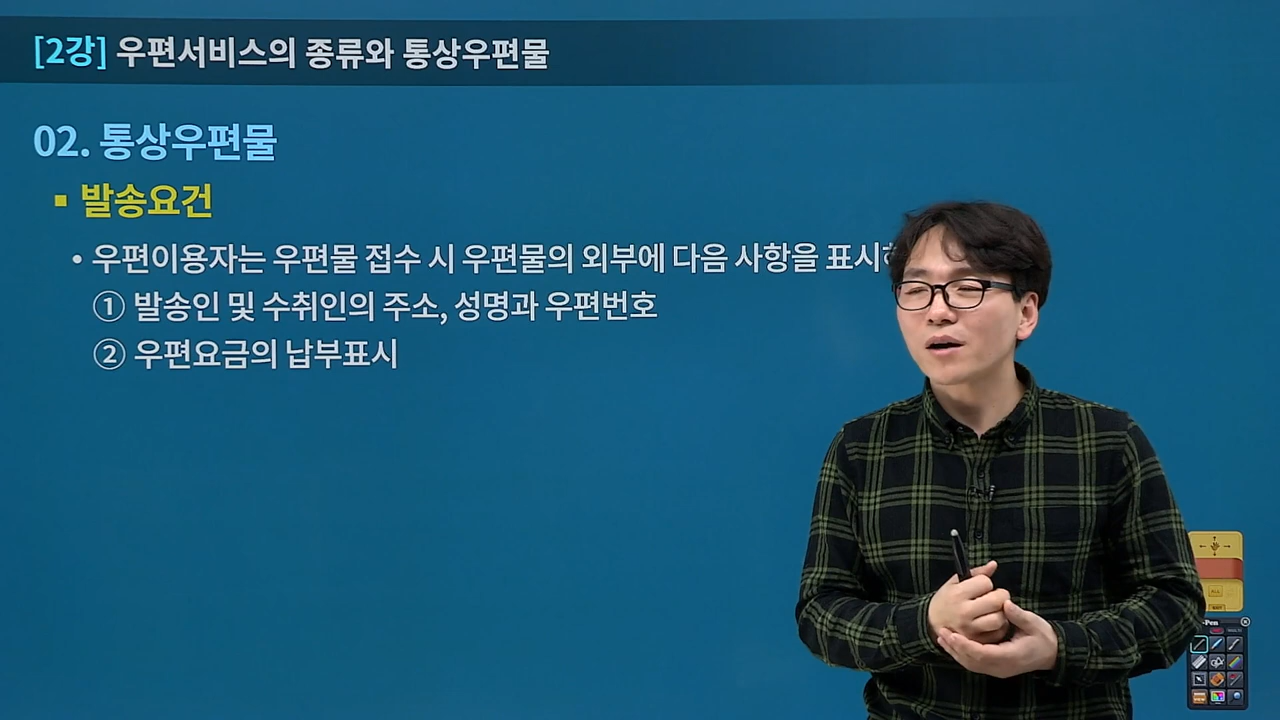 [2강] 우편서비스의 종류와 통상우편물
02. 통상우편물
▪ 발송요건
• 우편이용자는 우편물 접수 시 우편물의 외부에 다음 사항을 표시
① 발송인 및 수취인의 주소, 성명과 우편번호
② 우편요금의 납부표시